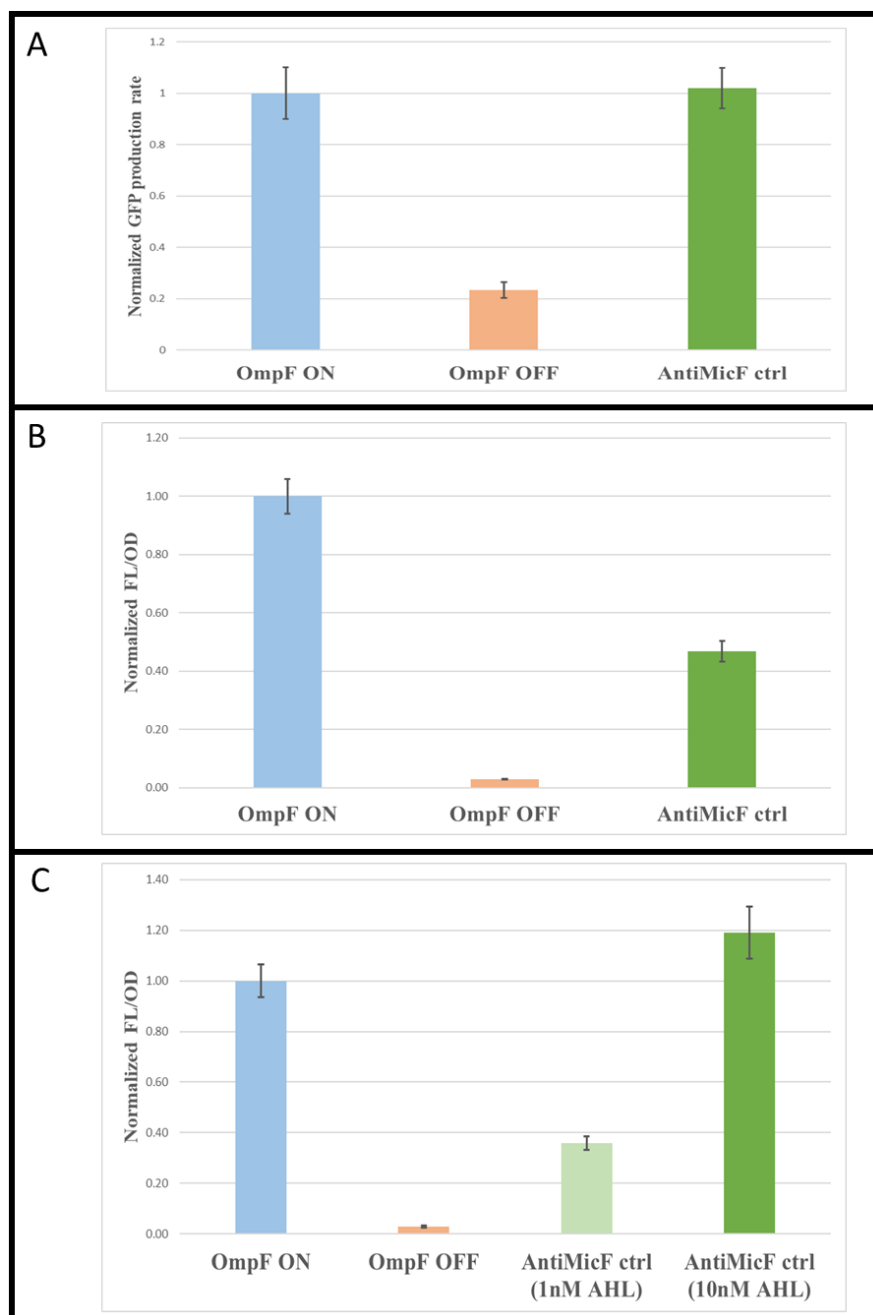 A
Normalized GFP production rate
1.2
1
0.8
0.6
0.4
0.2
0
OmpF ON OmpF OFF AntiMicF ctrl
B
Normalized FL/OD
1.20
1.00
0.80
0.60
0.40
0.20
0.00
OmpF ON OmpF OFF AntiMicF ctrl
C
Normalized FL/OD
1.40
1.20
1.00
0.80
0.60
0.40
0.20
0.00
OmpF ON OmpF OFF AntiMicF ctrl AntiMicF ctrl
(1nM AHL) (10nM AHL)